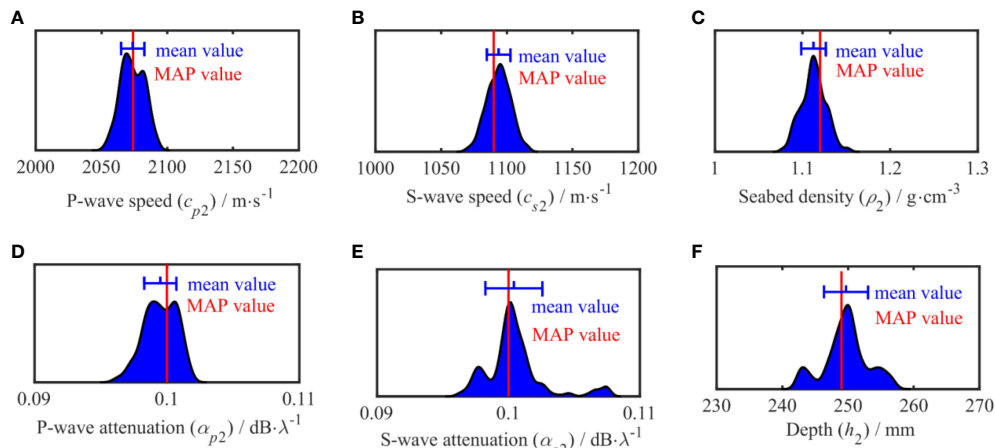 A
mean value
MAP value
2000 2050 2100 2150 2200
P-wave speed (cp2) / m·s⁻¹
B
mean value
MAP value
1000 1050 1100 1150 1200
S-wave speed (cs2) / m·s⁻¹
C
mean value
MAP value
1 1.1 1.2 1.3
Seabed density (ρ2) / g·cm⁻³
D
mean value
MAP value
0.09 0.1 0.11
P-wave attenuation (αp2) / dB·λ⁻¹
E
mean value
MAP value
0.09 0.1 0.11
S-wave attenuation (αs2) / dB·λ⁻¹
F
mean value
MAP value
230 240 250 260 270
Depth (h2) / mm